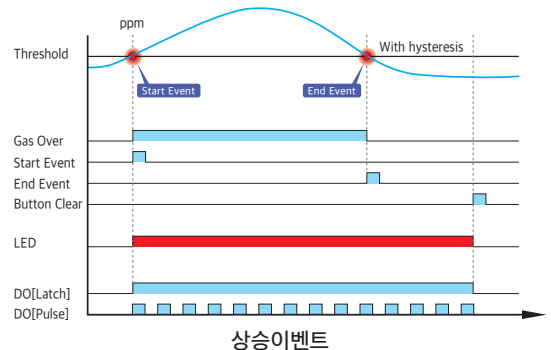 ppm
Threshold
With hysteresis
Start Event
End Event
Gas Over
Start Event
End Event
Button Clear
LED
DO[Latch]
DO[Pulse]
상승이벤트